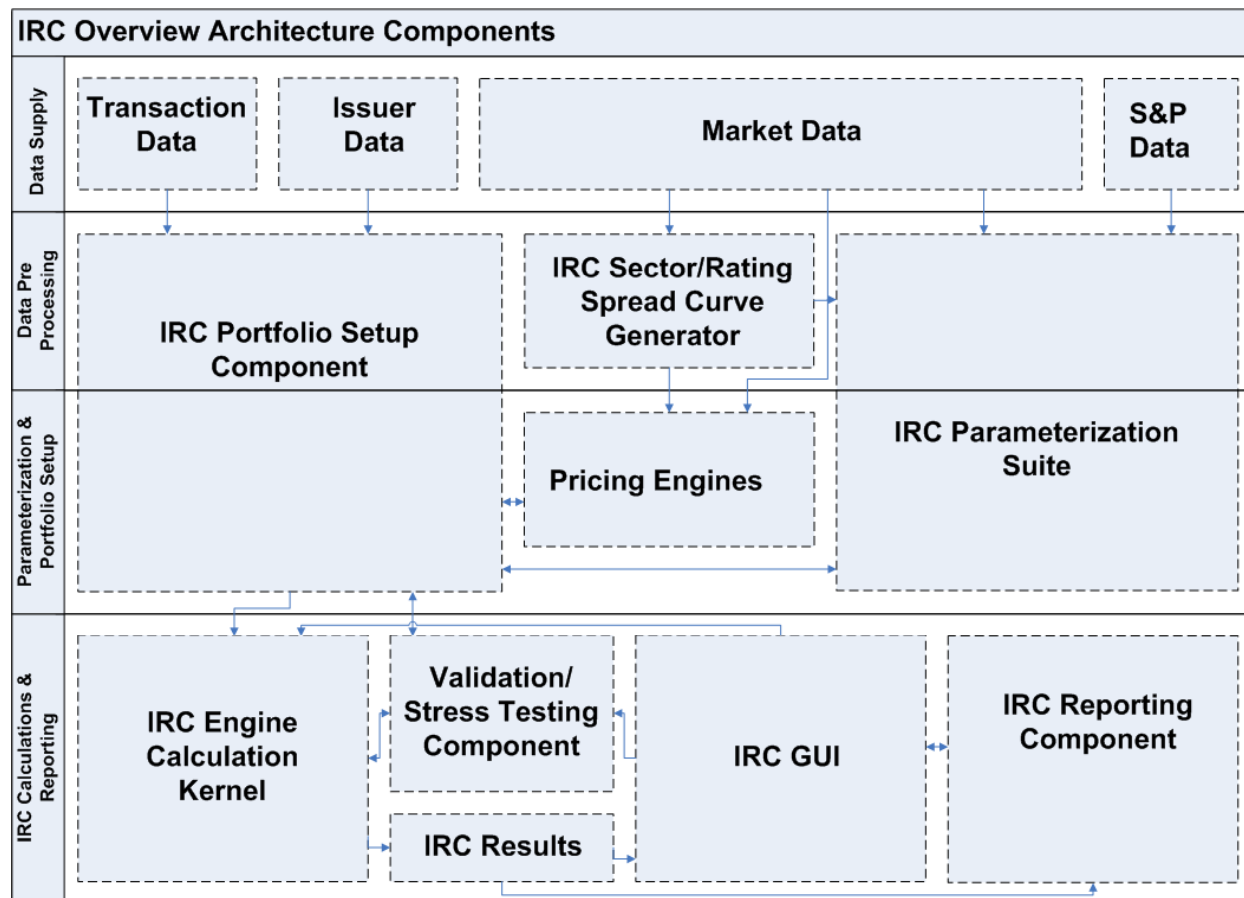 IRC Overview Architecture Components
Data Supply
Transaction
Data
Issuer
Data
Market Data
S&P
Data
Data Pre
Processing
IRC Portfolio Setup
Component
IRC Sector/Rating
Spread Curve
Generator
Parameterization &
Portfolio Setup
Pricing Engines
IRC Parameterization
Suite
IRC Calculations &
Reporting
IRC Engine
Calculation
Kernel
Validation/
Stress Testing
Component
IRC Results
IRC GUI
IRC Reporting
Component